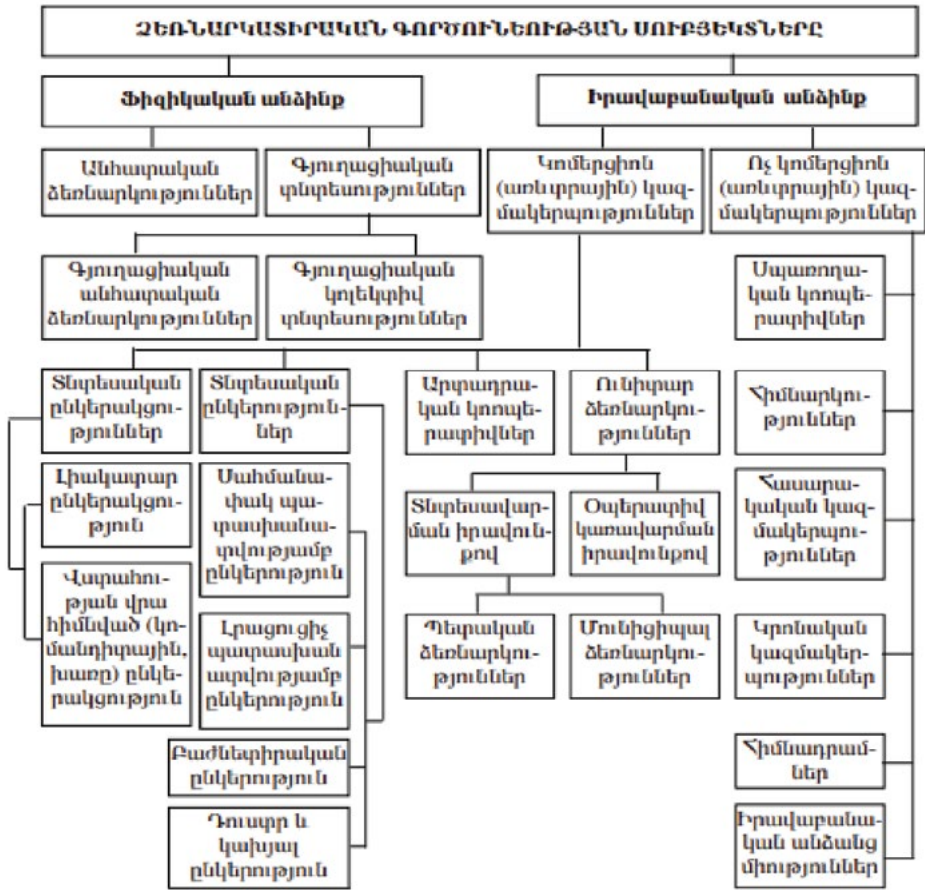 ՁԵՌՆԱՐԿԱՏԻՐԱԿԱՆ ԳՈՐԾՈՒՆԵՈՒԹՅԱՆ ՍՈՒԲՅԵԿՏՆԵՐԸ
Ֆիզիկական անձինք
Իրավաբանական անձինք
Անհատական
ձեռնարկություններ
Գյուղացիական
տնտեսություններ
Կոմերցիոն
(առևտրային) կազ-
մակերպություններ
Ոչ կոմերցիոն
(առևտրային) կազ-
մակերպություններ
Գյուղացիական
անհատական
ձեռնարկություններ
Գյուղացիական
կոլեկտիվ
տնտեսություններ
Սպառողա-
կան կոոպե-
րատիվներ
Տնտեսական
ընկերակցու-
թյուններ
Տնտեսական
ընկերություն-
ներ
Արտադրա-
կան կոոպե-
րատիվներ
Ունիտար
ձեռնարկու-
թյուններ
Հիմնարկու-
թյուններ
Լիակատար
ընկերակցու-
թյուն
Սահմանա-
փակ պա-
տասխանա-
տվությամբ
ընկերություն
Տնտեսավար-
ման իրավուն-
քով
Օպերատիվ
կառավարման
իրավունքով
Հասարա-
կական կազ-
մակերպու-
թյուններ
Վստահու-
թյան վրա
հիմնված (կո-
մանդիտային,
խառը) ընկե-
րակցություն
Լրացուցիչ
պատասխան
ատվությամբ
ընկերություն
Պետական
ձեռնարկու-
թյուններ
Մունիցիպալ
ձեռնարկու-
թյուններ
Կրոնական
կազմակեր-
պություններ
Բաժնետիրական
ընկերություն
Հիմնադրամ-
ներ
Դուստր և
կախյալ
ընկերություն
Իրավաբանա-
կան անձանց
միություններ